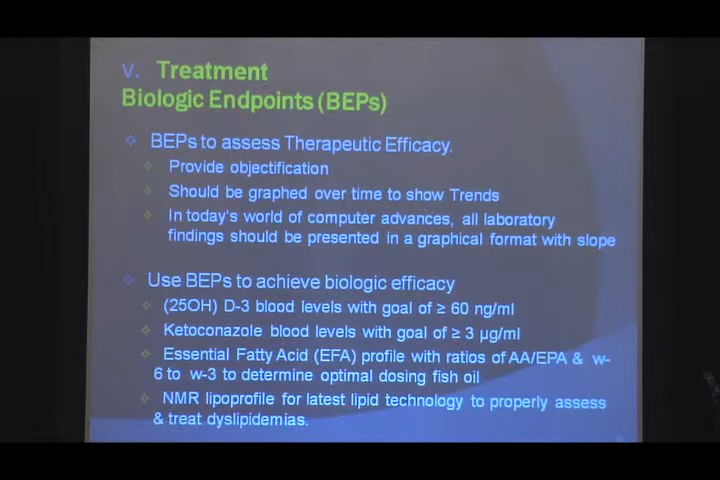 V. Treatment
Biologic Endpoints (BEPs)
BEPs to assess Therapeutic Efficacy.
Provide objectification
Should be graphed over time to show Trends
In today's world of computer advances, all laboratory
findings should be presented in a graphical format with slope
Use BEPs to achieve biologic efficacy
(25OH) D-3 blood levels with goal of ≥ 60 ng/ml
Ketoconazole blood levels with goal of ≥ 3 µg/ml
Essential Fatty Acid (EFA) profile with ratios of AA/EPA & w-
6 to w-3 to determine optimal dosing fish oil
NMR lipoprofile for latest lipid technology to properly assess
& treat dyslipidemias.